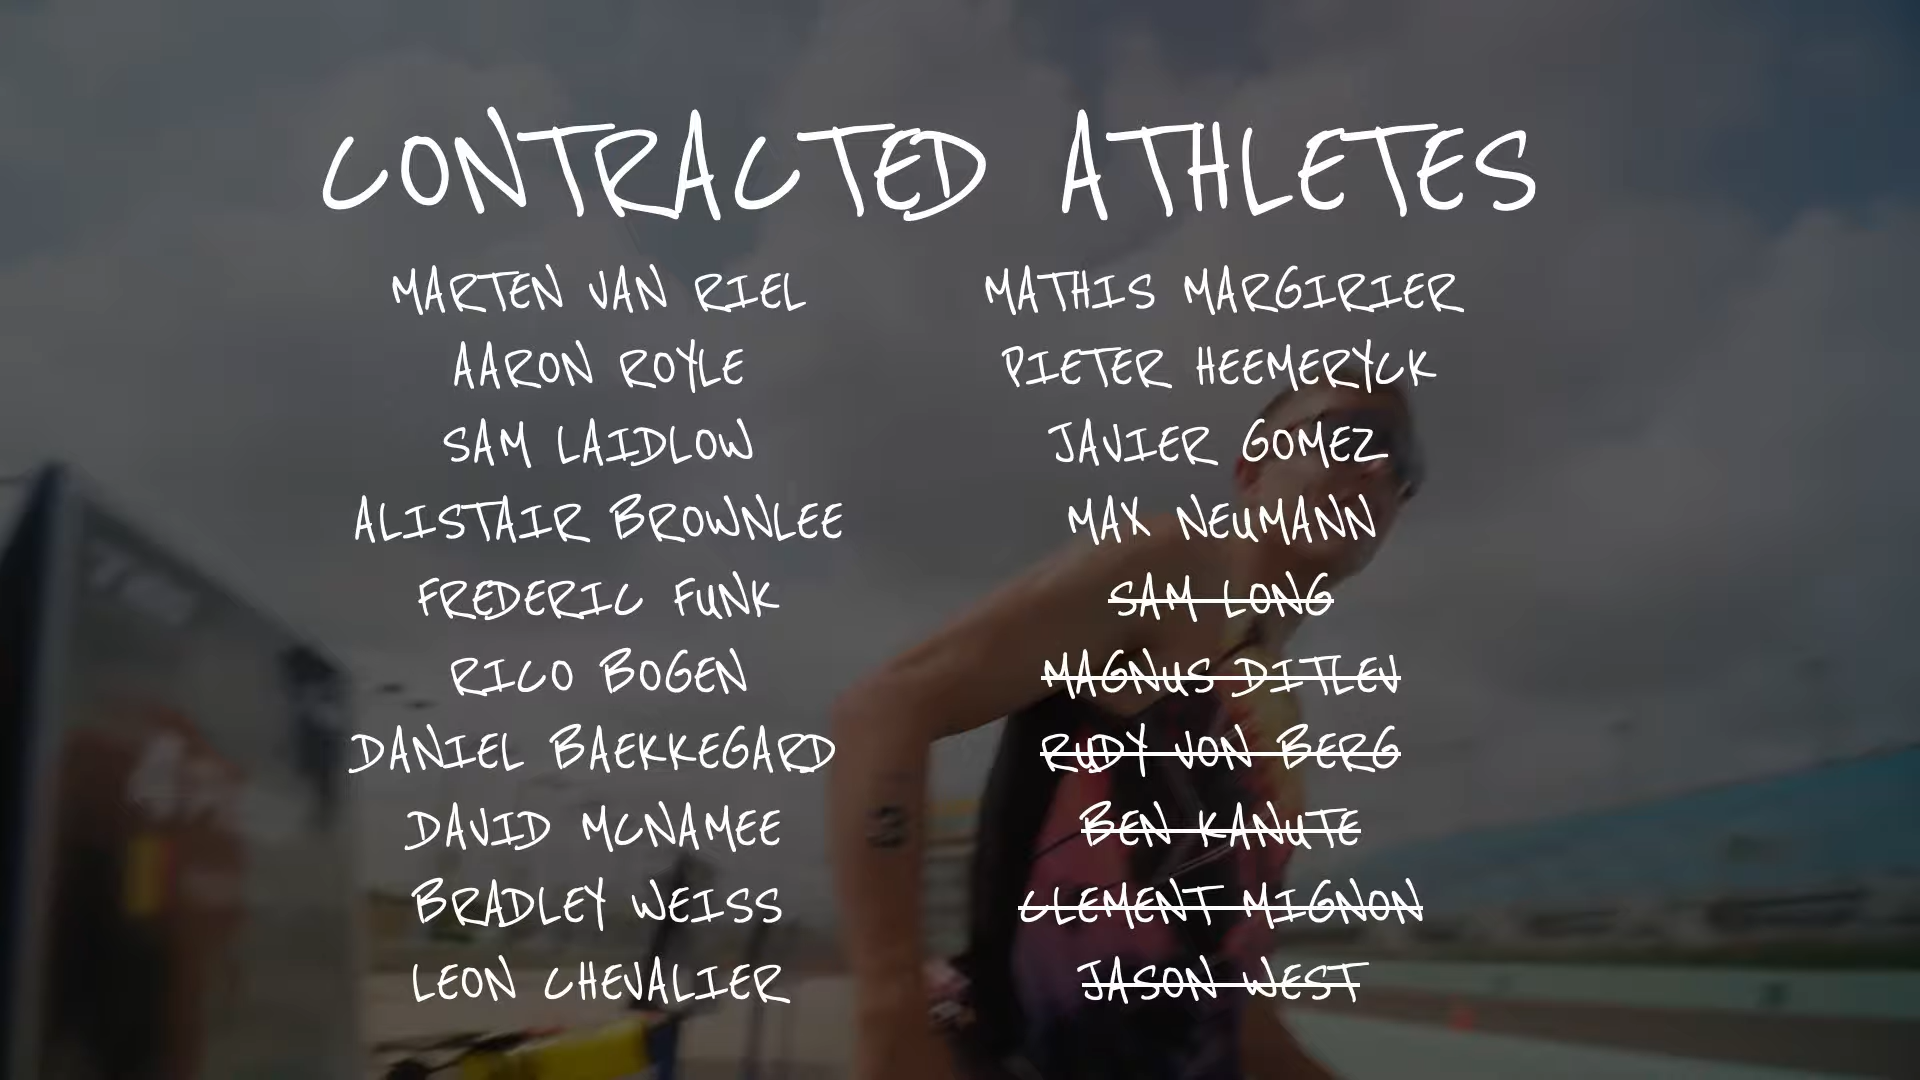 CONTRACTED ATHLETES
MARTEN VAN RIEL
AARON ROYLE
SAM LAIDLOW
ALISTAIR BROWNLEE
FREDERIC FUNK
RICO BOGEN
DANIEL BAEKKEGARD
DAVID MCNAMEE
BRADLEY WEISS
LEON CHEVALIER
MATHIS MARGIRIER
PIETER HEEMERYCK
JAVIER GOMEZ
MAX NEUMANN
SAM LONG
MAGNUS DITLEV
RUDY VON BERG
BEN KANUTE
CLEMENT MIGNON
JASON WEST